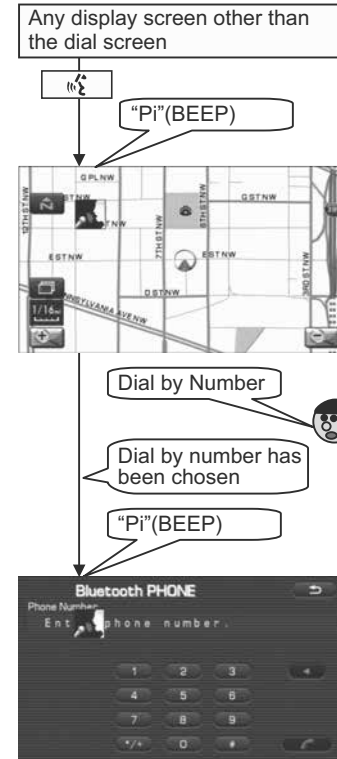 Any display screen other than
the dial screen
“Pi”(BEEP)
G PL NW
G ST NW
12TH ST NW
7TH ST NW
6TH ST NW
E ST NW
E ST NW
D ST NW
3RD ST NW
AVE NW
1/16
Dial by Number
Dial by number has
been chosen
“Pi”(BEEP)
Bluetooth PHONE
Phone Number
Ent phone number.
1 2 3
4 5 6
7 8 9
*/+ 0 #